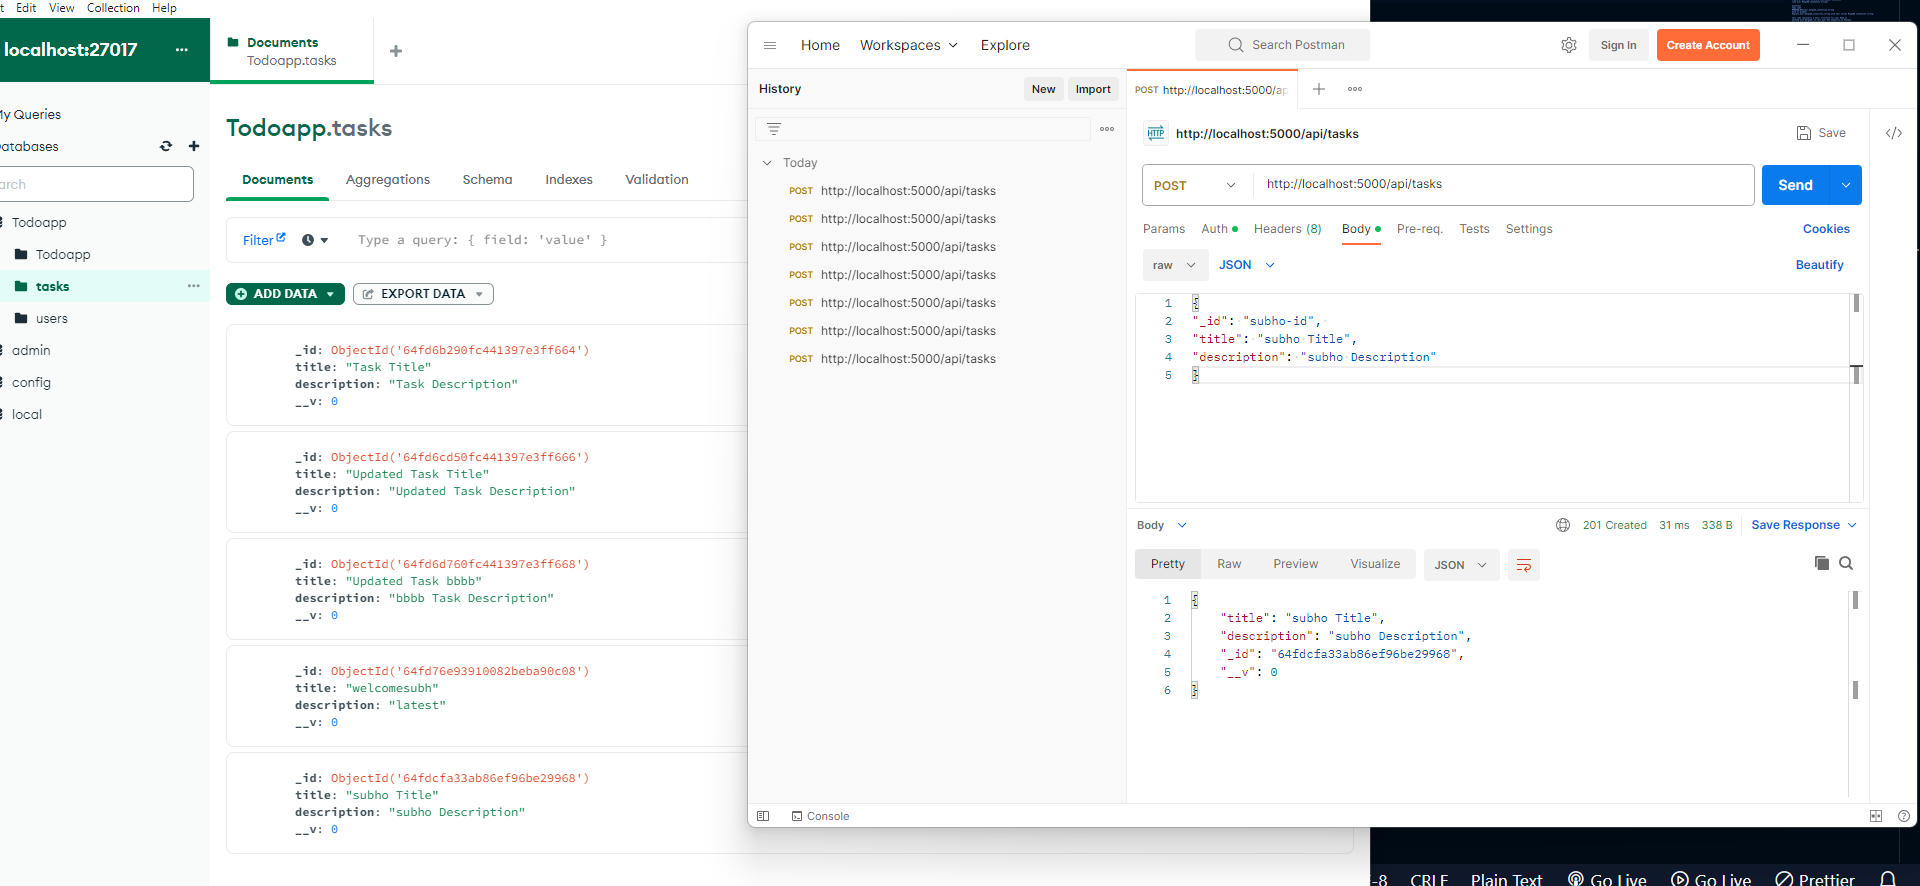 t Edit View Collection Help
localhost:27017
Documents
Todoapp.tasks
My Queries
Databases
Search
Todoapp
Todoapp
tasks
users
admin
config
local
Todoapp.tasks
Documents Aggregations Schema Indexes Validation
Filter Type a query: { field: 'value' }
ADD DATA EXPORT DATA
_id: ObjectId('64fd6b290fc441397e3ff664')
title: "Task Title"
description: "Task Description"
__v: 0
_id: ObjectId('64fd6cd50fc441397e3ff666')
title: "Updated Task Title"
description: "Updated Task Description"
__v: 0
_id: ObjectId('64fd6d760fc441397e3ff668')
title: "Updated Task bbbb"
description: "bbbb Task Description"
__v: 0
_id: ObjectId('64fd76e93910082beba90c08')
title: "welcomesubh"
description: "latest"
__v: 0
_id: ObjectId('64fdcfa33ab86ef96be29968')
title: "subho Title"
description: "subho Description"
__v: 0
Home Workspaces Explore Search Postman Sign In Create Account
History New Import
Today
POST http://localhost:5000/api/tasks
POST http://localhost:5000/api/tasks
POST http://localhost:5000/api/tasks
POST http://localhost:5000/api/tasks
POST http://localhost:5000/api/tasks
POST http://localhost:5000/api/tasks
POST http://localhost:5000/api/tasks
POST http://localhost:5000/ap
HTTP http://localhost:5000/api/tasks Save
POST http://localhost:5000/api/tasks Send
Params Auth Headers (8) Body Pre-req. Tests Settings Cookies
raw JSON Beautify
1 {
2 "_id": "subho-id",
3 "title": "subho Title",
4 "description": "subho Description"
5 }
Body 201 Created 31 ms 338 B Save Response
Pretty Raw Preview Visualize JSON
1 {
2 "title": "subho Title",
3 "description": "subho Description",
4 "_id": "64fdcfa33ab86ef96be29968",
5 "__v": 0
6 }
Console
-8 CRLF Plain Text Go Live Go Live Prettier